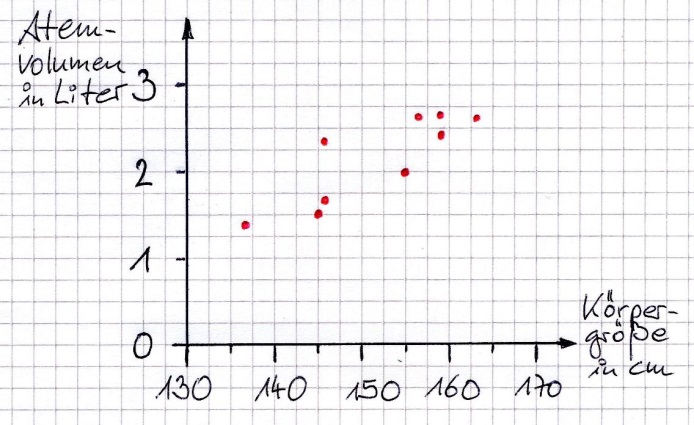 Atem-
volumen
in Liter
3
2
1
0
130 140 150 160 170
Körper-
größe
in cm